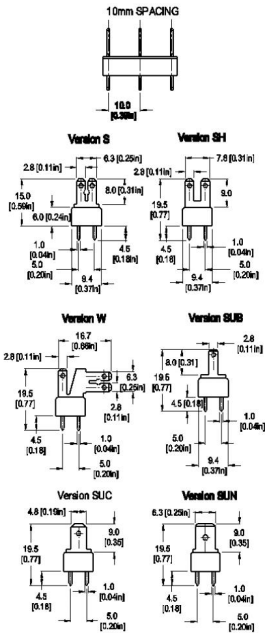 10mm SPACING
10.0
[0.39in]
Version S
6.3 [0.25in]
2.8 [0.11in]
15.0
[0.59in]
8.0 [0.31in]
6.0 [0.24in]
1.0
[0.04in]
4.5
[0.18in]
5.0
[0.20in]
9.4
[0.37in]
Version SH
7.8 [0.31in]
2.8 [0.11in]
9.0
19.5
[0.77]
4.5
[0.18]
1.0
[0.04in]
5.0
[0.20in]
9.4
[0.37in]
Version W
16.7
[0.66in]
2.8 [0.11in]
6.3
[0.25in]
19.5
[0.77]
2.8
[0.11in]
4.5
[0.18]
1.0
[0.04in]
5.0
[0.20in]
Version SUB
2.8
[0.11in]
8.0 [0.31]
19.5
[0.77]
4.5 [0.18]
1.0
[0.04in]
5.0
[0.20in]
9.4
[0.37in]
Version SUC
4.8 [0.19in]
9.0
[0.35]
19.5
[0.77]
1.0
[0.04in]
4.5
[0.18]
5.0
[0.20in]
Version SUN
6.3 [0.25in]
9.0
[0.35]
19.5
[0.77]
1.0
[0.04in]
4.5
[0.18]
5.0
[0.20in]